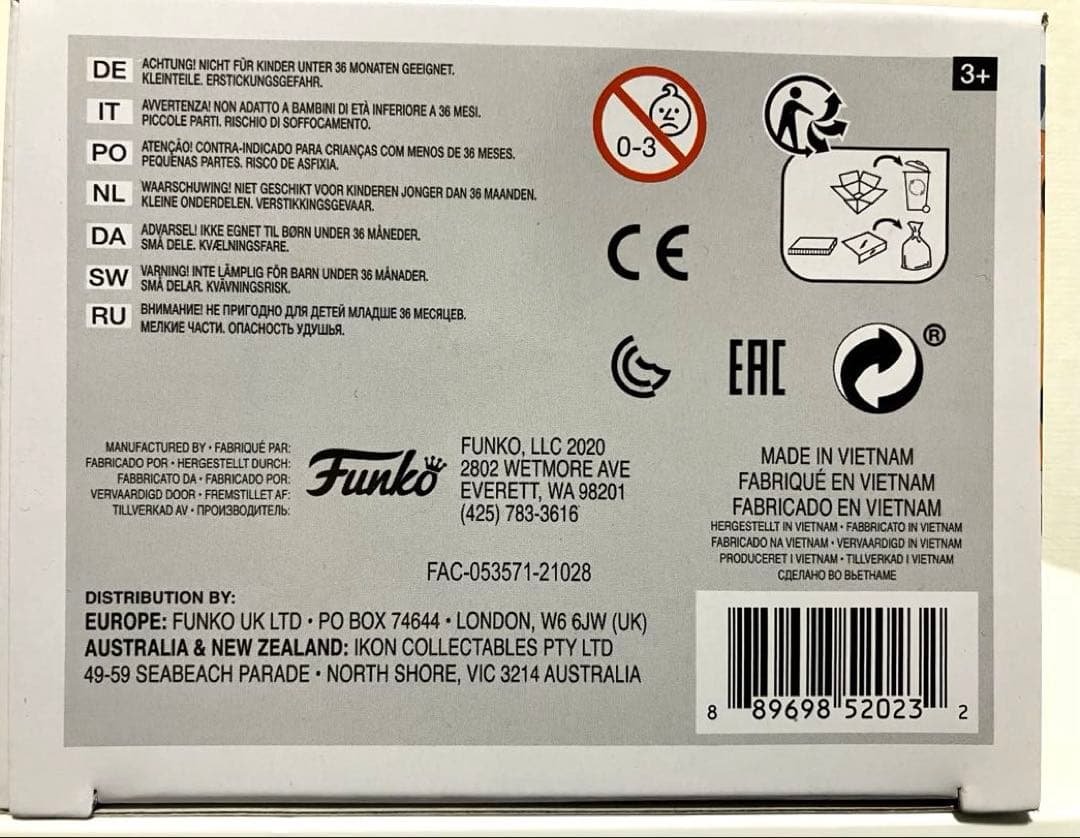 DE
ACHTUNG! NICHT FÜR KINDER UNTER 36 MONATEN GEEIGNET.
KLEINTEILE. ERSTICKUNGSGEFAHR.
IT
AVVERTENZA! NON ADATTO A BAMBINI DI ETÀ INFERIORE A 36 MESI.
PICCOLE PARTI. RISCHIO DI SOFFOCAMENTO.
PO
ATENÇÃO! CONTRA-INDICADO PARA CRIANÇAS COM MENOS DE 36 MESES.
PEQUENAS PARTES. RISCO DE ASFIXIA.
NL
WAARSCHUWING! NIET GESCHIKT VOOR KINDEREN JONGER DAN 36 MAANDEN.
KLEINE ONDERDELEN. VERSTIKKINGSGEVAAR.
DA
ADVARSEL! IKKE EGNET TIL BØRN UNDER 36 MÅNEDER.
SMÅ DELE. KVÆLNINGSFARE.
SW
VARNING! INTE LÄMPLIG FÖR BARN UNDER 36 MÅNADER.
SMÅ DELAR. KVÄVNINGSRISK.
RU
ВНИМАНИЕ! НЕ ПРИГОДНО ДЛЯ ДЕТЕЙ МЛАДШЕ 36 МЕСЯЦЕВ.
МЕЛКИЕ ЧАСТИ. ОПАСНОСТЬ УДУШЬЯ.
0-3
3+
CE
EAC
®
MANUFACTURED BY • FABRIQUÉ PAR:
FABRICADO POR • HERGESTELLT DURCH:
FABBRICATO DA • FABRICADO POR:
VERVAARDIGD DOOR • FREMSTILLET AF:
TILLVERKAD AV • ПРОИЗВОДИТЕЛЬ:
Funko
FUNKO, LLC 2020
2802 WETMORE AVE
EVERETT, WA 98201
(425) 783-3616
MADE IN VIETNAM
FABRIQUÉ EN VIETNAM
FABRICADO EN VIETNAM
HERGESTELLT IN VIETNAM • FABBRICATO IN VIETNAM
FABRICADO NA VIETNAM • VERVAARDIGD IN VIETNAM
PRODUCERET I VIETNAM • TILLVERKAD I VIETNAM
СДЕЛАНО ВО ВЬЕТНАМЕ
FAC-053571-21028
DISTRIBUTION BY:
EUROPE: FUNKO UK LTD • PO BOX 74644 • LONDON, W6 6JW (UK)
AUSTRALIA & NEW ZEALAND: IKON COLLECTABLES PTY LTD
49-59 SEABEACH PARADE • NORTH SHORE, VIC 3214 AUSTRALIA
8 89698 52023 2